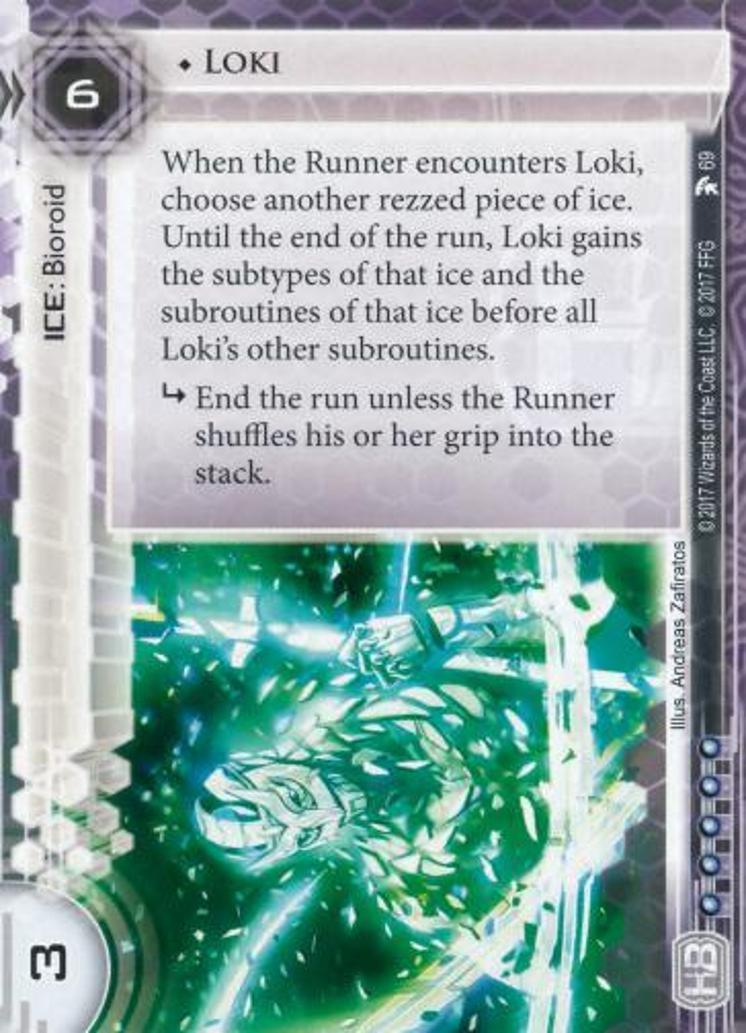 6
◆ LOKI
ICE: Bioroid
When the Runner encounters Loki,
choose another rezzed piece of ice.
Until the end of the run, Loki gains
the subtypes of that ice and the
subroutines of that ice before all
Loki's other subroutines.
↳ End the run unless the Runner
shuffles his or her grip into the
stack.
69
© 2017 Wizards of the Coast LLC. © 2017 FFG
Illus. Andreas Zafiratos
3
HB